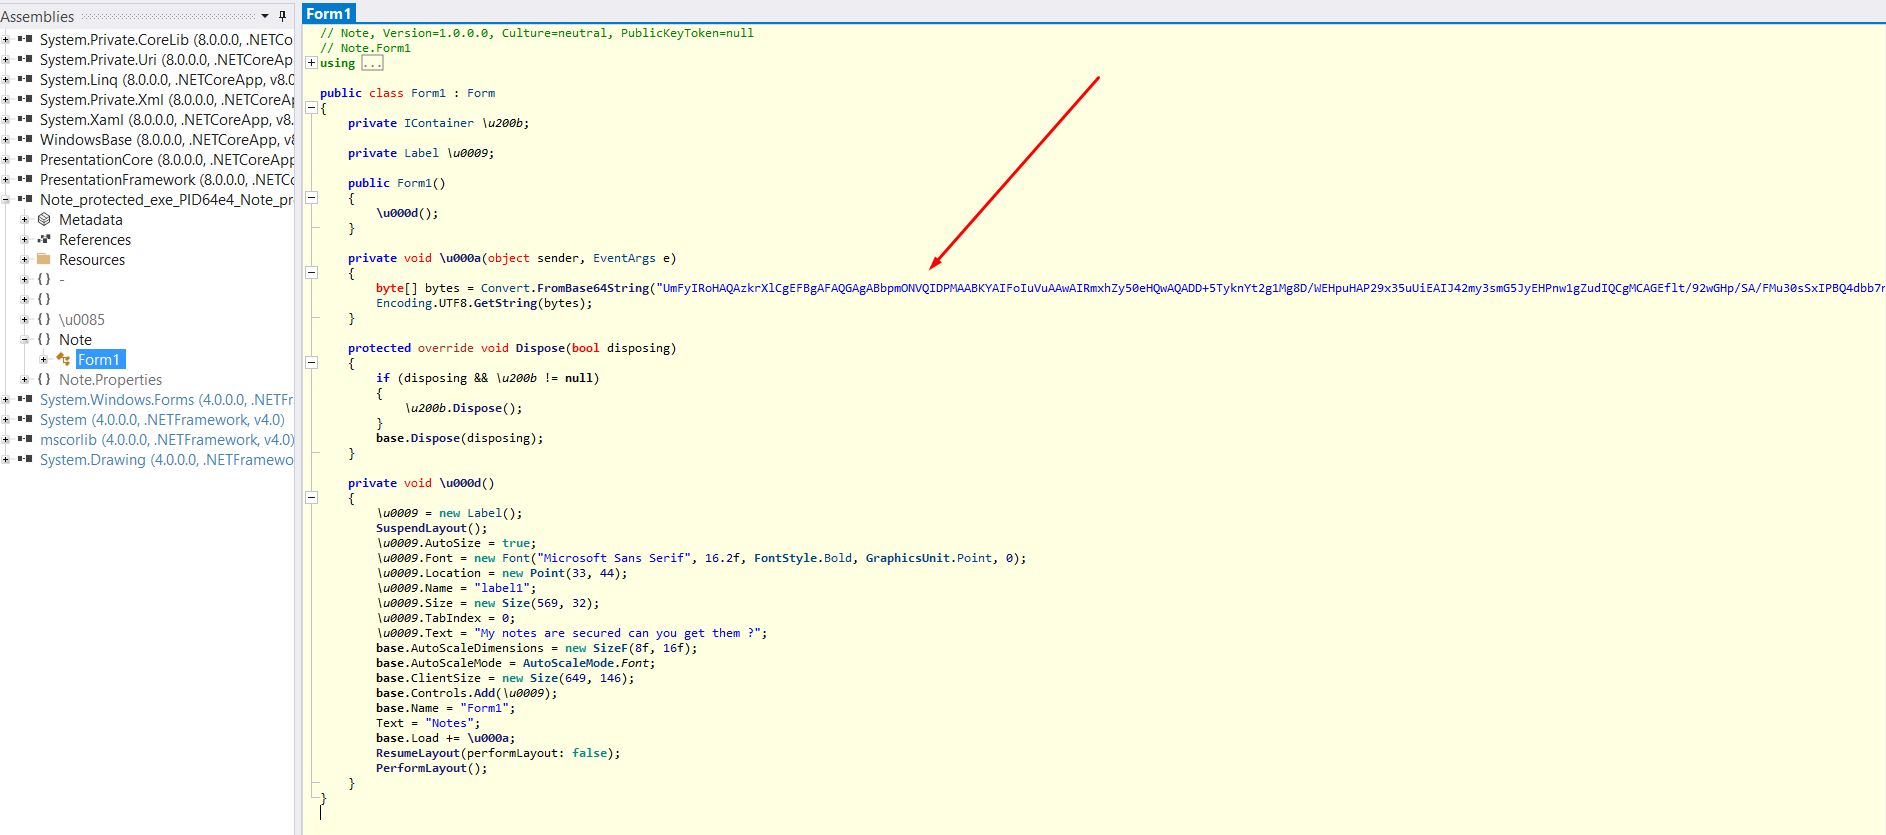 Assemblies
System.Private.CoreLib (8.0.0.0, .NETCo
System.Private.Uri (8.0.0.0, .NETCoreAp
System.Linq (8.0.0.0, .NETCoreApp, v8.0
System.Private.Xml (8.0.0.0, .NETCoreA
System.Xaml (8.0.0.0, .NETCoreApp, v8.
WindowsBase (8.0.0.0, .NETCoreApp, v8
PresentationCore (8.0.0.0, .NETCoreApp
PresentationFramework (8.0.0.0, .NETCo
Note_protected_exe_PID64e4_Note_pr
Metadata
References
Resources
{ } -
{ }
{ } \u0085
{ } Note
Form1
{ } Note.Properties
System.Windows.Forms (4.0.0.0, .NETFr
System (4.0.0.0, .NETFramework, v4.0)
mscorlib (4.0.0.0, .NETFramework, v4.0)
System.Drawing (4.0.0.0, .NETFramewo
Form1
// Note, Version=1.0.0.0, Culture=neutral, PublicKeyToken=null
// Note.Form1
using ...
public class Form1 : Form
{
private IContainer \u200b;
private Label \u0009;
public Form1()
{
\u000d();
}
private void \u000a(object sender, EventArgs e)
{
byte[] bytes = Convert.FromBase64String("UmFyIRoHAQAzkrXlCgEFBgAFAQGAgABbpmONVQIDPMAABKYAIFoIuVuAAwAIRmxhZy50eHQwAQADD+5TyknYt2g1Mg8D/WEHpuHAP29x35uUiEAIJ42my3smG5JyEHPnw1gZudIQCgMCAGEflt/92wGHp/SA/FMu30sSxIPBQ4dbb7r
Encoding.UTF8.GetString(bytes);
}
protected override void Dispose(bool disposing)
{
if (disposing && \u200b != null)
{
\u200b.Dispose();
}
base.Dispose(disposing);
}
private void \u000d()
{
\u0009 = new Label();
SuspendLayout();
\u0009.AutoSize = true;
\u0009.Font = new Font("Microsoft Sans Serif", 16.2f, FontStyle.Bold, GraphicsUnit.Point, 0);
\u0009.Location = new Point(33, 44);
\u0009.Name = "label1";
\u0009.Size = new Size(569, 32);
\u0009.TabIndex = 0;
\u0009.Text = "My notes are secured can you get them ?";
base.AutoScaleDimensions = new SizeF(8f, 16f);
base.AutoScaleMode = AutoScaleMode.Font;
base.ClientSize = new Size(649, 146);
base.Controls.Add(\u0009);
base.Name = "Form1";
Text = "Notes";
base.Load += \u000a;
ResumeLayout(performLayout: false);
PerformLayout();
}
}